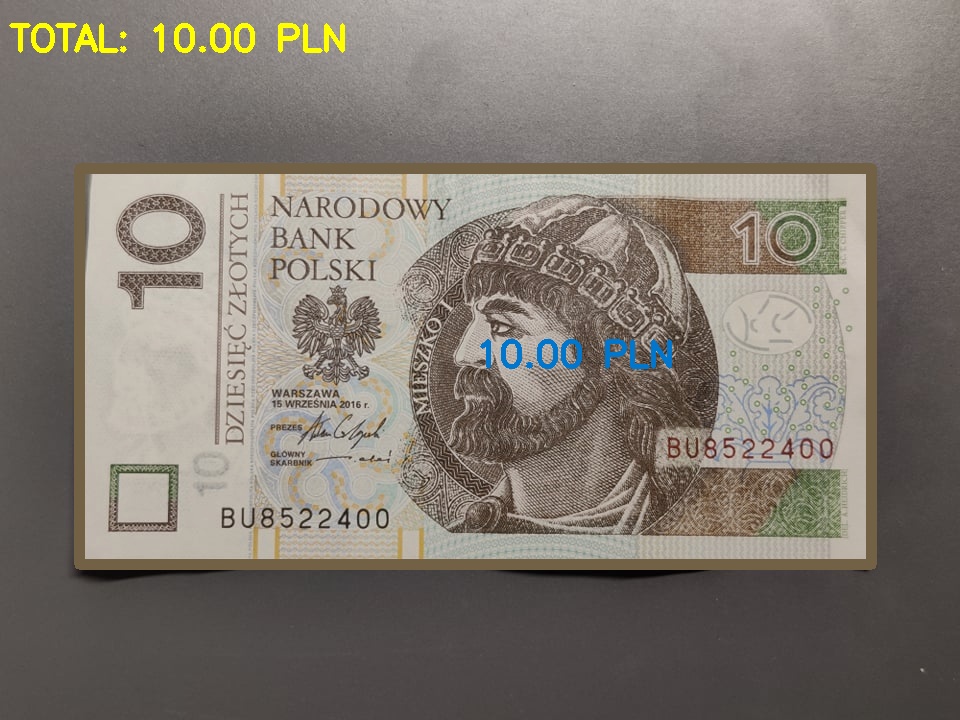 TOTAL: 10.00 PLN
10
DZIESIĘĆ ZŁOTYCH
NARODOWY
BANK
POLSKI
10
MIESZKO I
10.00 PLN
WARSZAWA
15 WRZEŚNIA 2016 r.
PREZES
GŁÓWNY
SKARBNIK
BU8522400
10
BU8522400